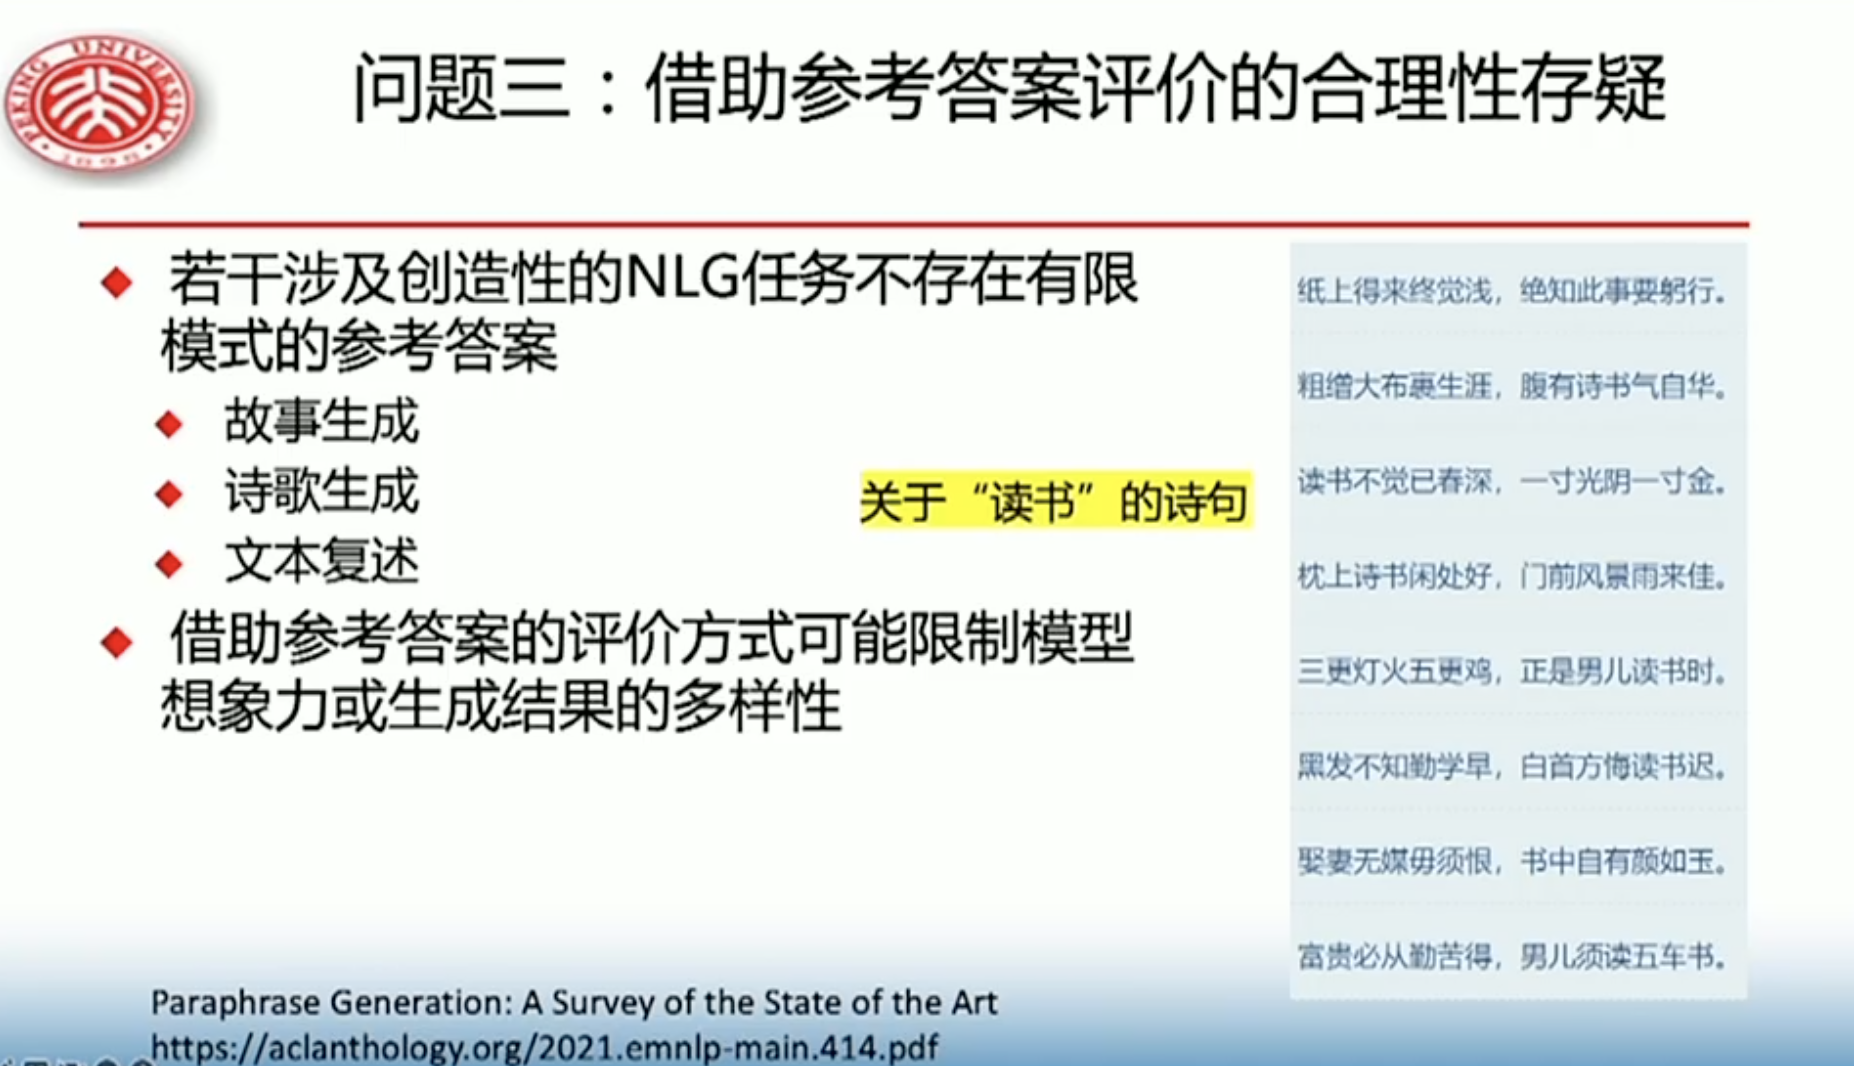 PEKING UNIVERSITY
1898
问题三：借助参考答案评价的合理性存疑
若干涉及创造性的NLG任务不存在有限
模式的参考答案
故事生成
诗歌生成
文本复述
借助参考答案的评价方式可能限制模型
想象力或生成结果的多样性
关于“读书”的诗句
纸上得来终觉浅，绝知此事要躬行。
粗缯大布裹生涯，腹有诗书气自华。
读书不觉已春深，一寸光阴一寸金。
枕上诗书闲处好，门前风景雨来佳。
三更灯火五更鸡，正是男儿读书时。
黑发不知勤学早，白首方悔读书迟。
娶妻无媒毋须恨，书中自有颜如玉。
富贵必从勤苦得，男儿须读五车书。
Paraphrase Generation: A Survey of the State of the Art
https://aclanthology.org/2021.emnlp-main.414.pdf